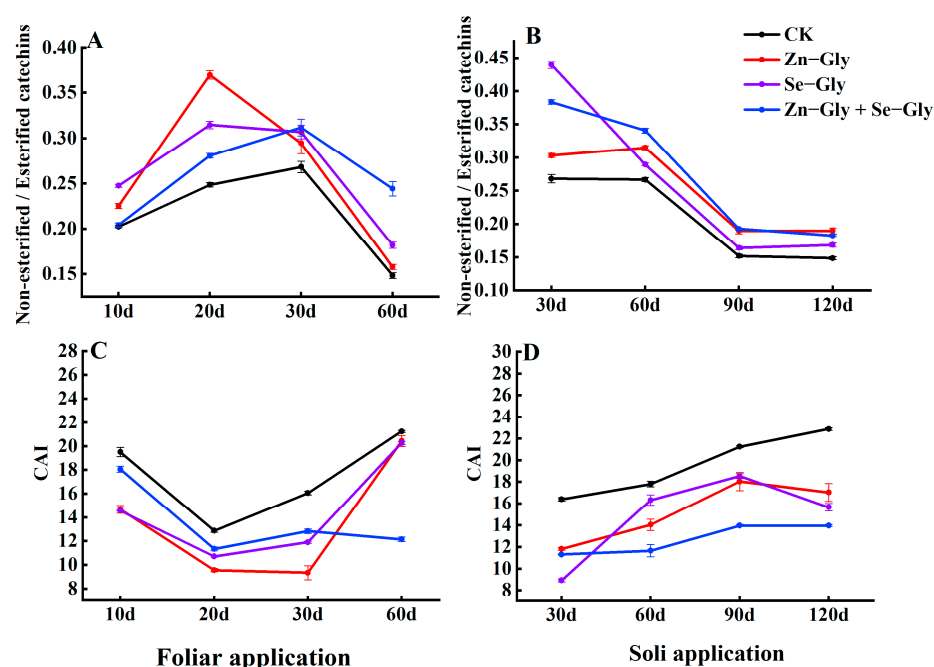 A
Non-esterified / Esterified catechins
0.40
0.35
0.30
0.25
0.20
0.15
10d 20d 30d 60d
B
Non-esterified / Esterified catechins
0.45
0.40
0.35
0.30
0.25
0.20
0.15
0.10
30d 60d 90d 120d
CK
Zn−Gly
Se−Gly
Zn−Gly + Se−Gly
C
CAI
28
26
24
22
20
18
16
14
12
10
8
10d 20d 30d 60d
Foliar application
D
CAI
30
28
26
24
22
20
18
16
14
12
10
8
30d 60d 90d 120d
Soli application